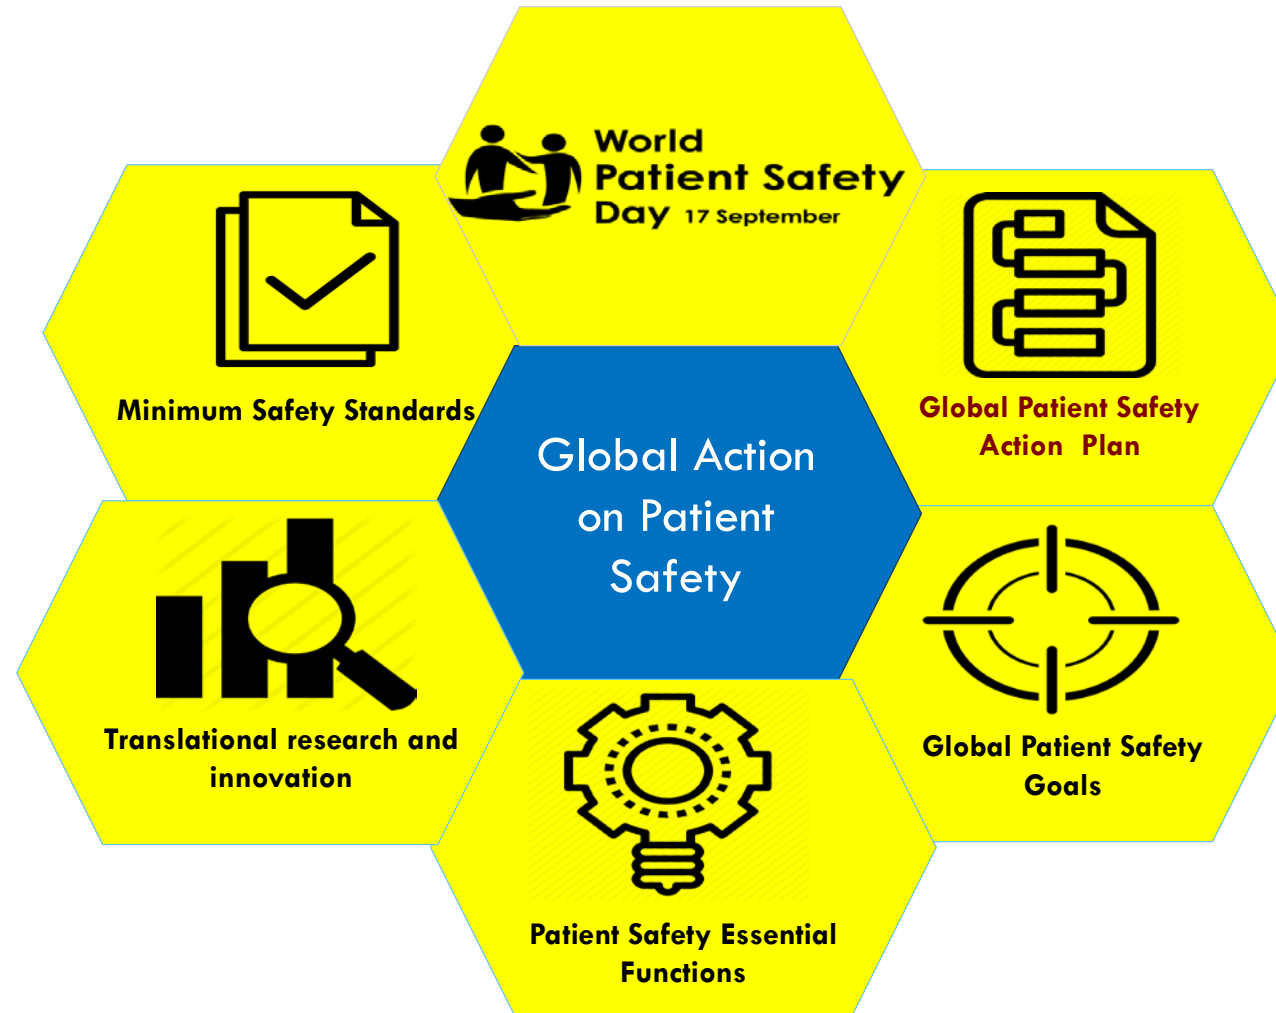 World
Patient Safety
Day 17 September
Minimum Safety Standards
Global Patient Safety
Action Plan
Global Action
on Patient
Safety
Translational research and
innovation
Global Patient Safety
Goals
Patient Safety Essential
Functions